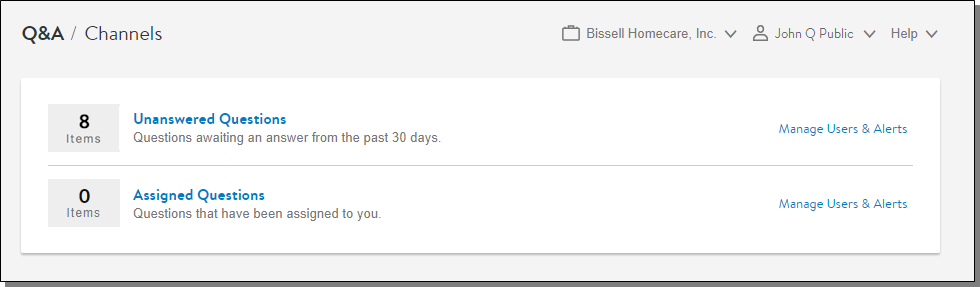 Q&A / Channels
Bissell Homecare, Inc.
John Q Public
Help
8
Items
Unanswered Questions
Questions awaiting an answer from the past 30 days.
Manage Users & Alerts
0
Items
Assigned Questions
Questions that have been assigned to you.
Manage Users & Alerts